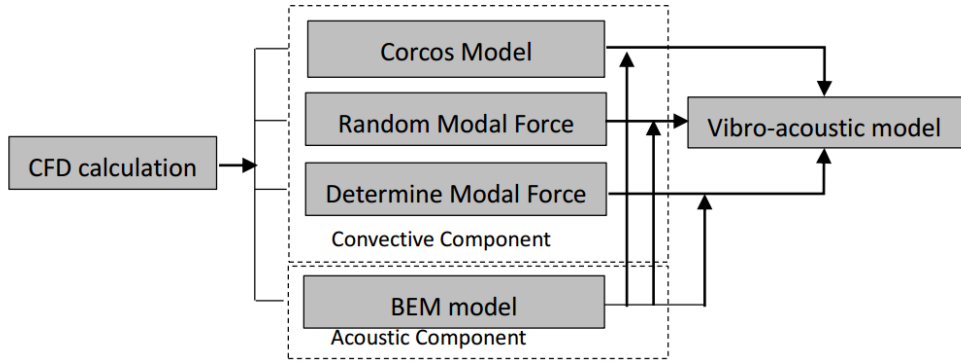 Corcos Model
Random Modal Force
Vibro-acoustic model
CFD calculation
Determine Modal Force
Convective Component
BEM model
Acoustic Component